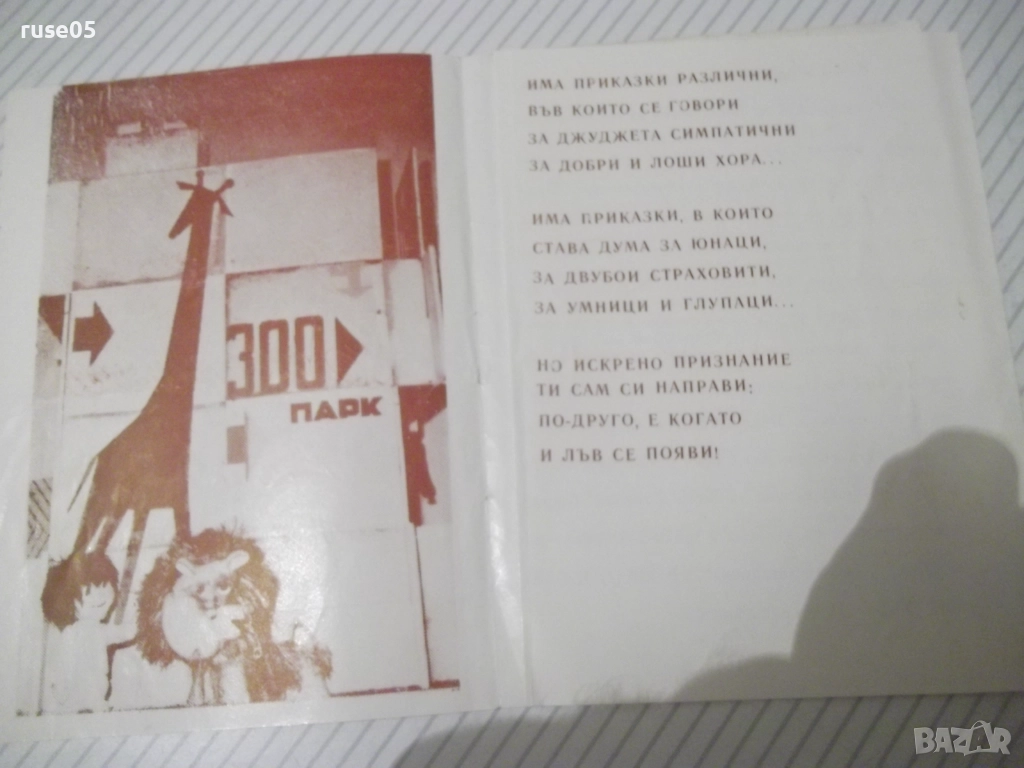 ruse05
ЗОО
ПАРК
ИМА ПРИКАЗКИ РАЗЛИЧНИ,
ВЪВ КОИТО СЕ ГОВОРИ
ЗА ДЖУДЖЕТА СИМПАТИЧНИ
ЗА ДОБРИ И ЛОШИ ХОРА...
ИМА ПРИКАЗКИ, В КОИТО
СТАВА ДУМА ЗА ЮНАЦИ,
ЗА ДВУБОИ СТРАХОВИТИ,
ЗА УМНИЦИ И ГЛУПАЦИ...
НО ИСКРЕНО ПРИЗНАНИЕ
ТИ САМ СИ НАПРАВИ:
ПО-ДРУГО, Е КОГАТО
И ЛЪВ СЕ ПОЯВИ!
BAZAR